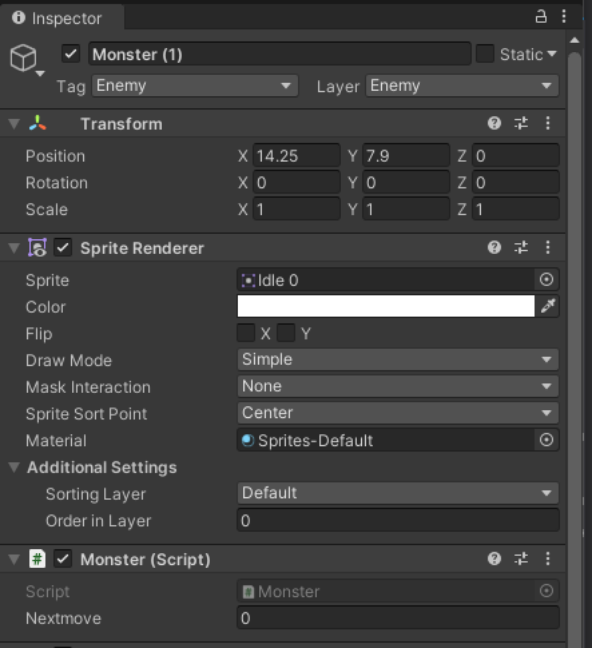 Inspector
Monster (1)
Static
Tag Enemy Layer Enemy
Transform
Position X 14.25 Y 7.9 Z 0
Rotation X 0 Y 0 Z 0
Scale X 1 Y 1 Z 1
Sprite Renderer
Sprite Idle 0
Color
Flip X Y
Draw Mode Simple
Mask Interaction None
Sprite Sort Point Center
Material Sprites-Default
Additional Settings
Sorting Layer Default
Order in Layer 0
# Monster (Script)
Script Monster
Nextmove 0